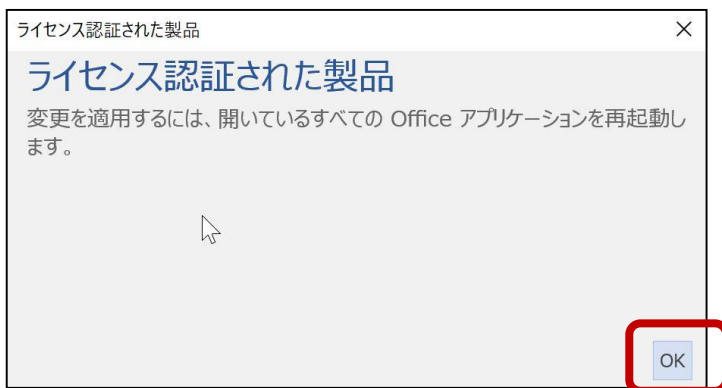 ライセンス認証された製品
ライセンス認証された製品
変更を適用するには、開いているすべての Office アプリケーションを再起動し
ます。
OK